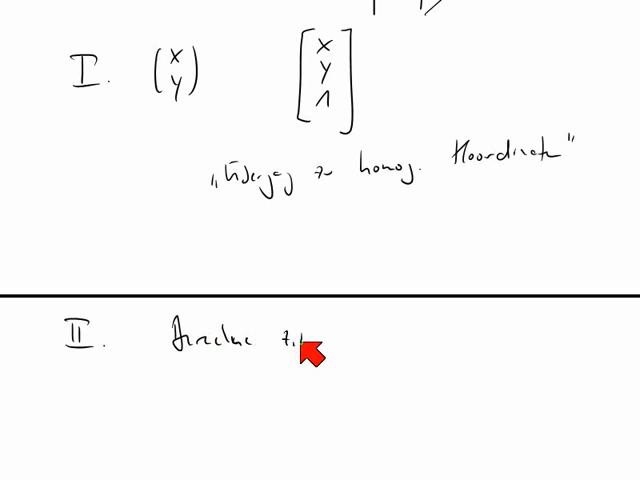 I. (x y) [x y 1]
„Übergang zu homog. Koordinaten"
II.